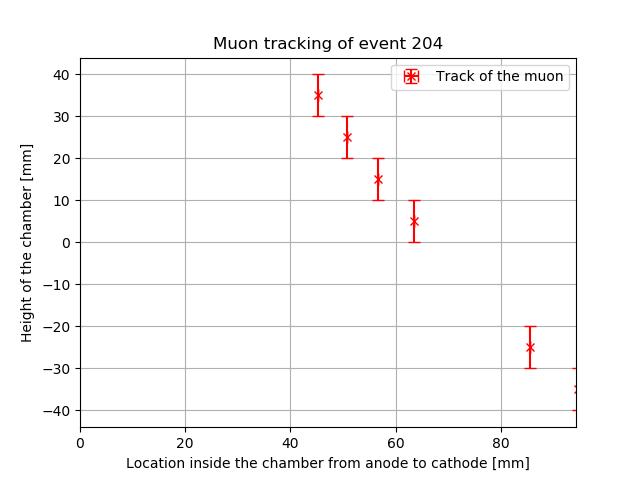 Muon tracking of event 204
Track of the muon
Height of the chamber [mm]
40
30
20
10
0
−10
−20
−30
−40
0 20 40 60 80
Location inside the chamber from anode to cathode [mm]